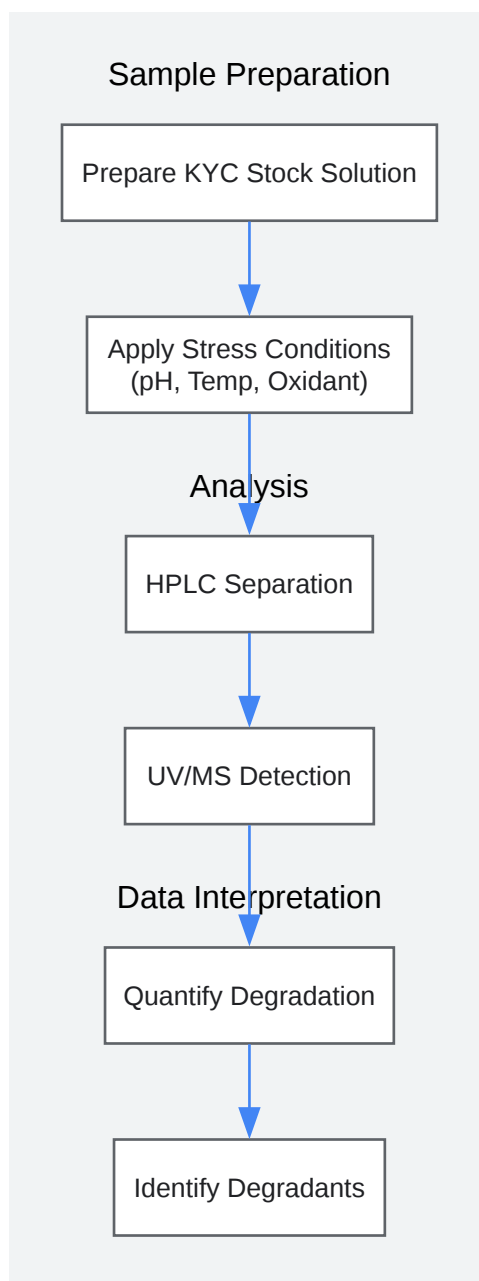 Sample Preparation
Prepare KYC Stock Solution
Apply Stress Conditions
(pH, Temp, Oxidant)
Analysis
HPLC Separation
UV/MS Detection
Data Interpretation
Quantify Degradation
Identify Degradants